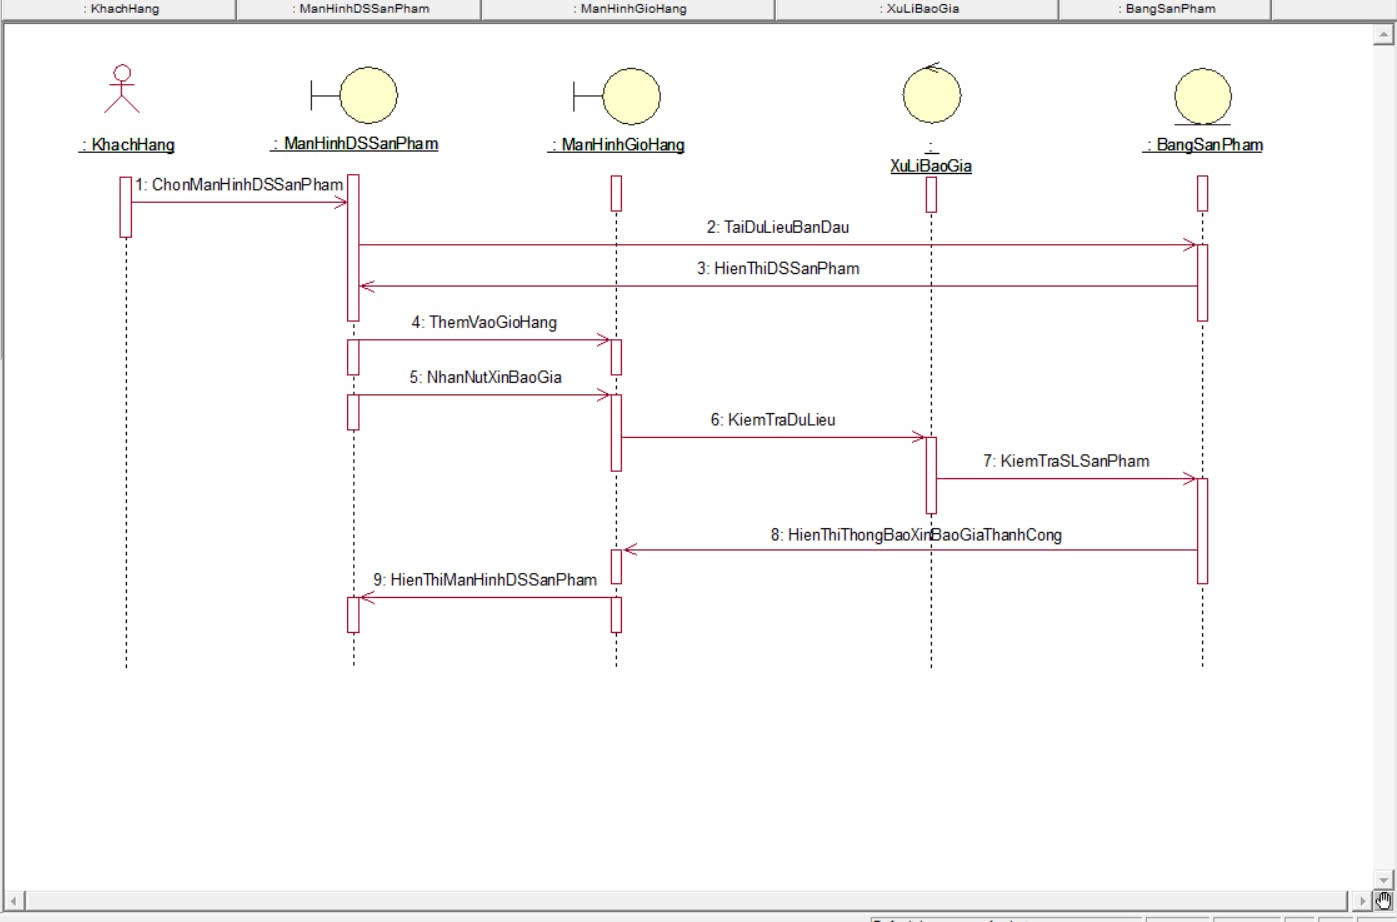 : KhachHang
: ManHinhDSSanPham
: ManHinhGioHang
: XuLiBaoGia
: BangSanPham
: KhachHang
: ManHinhDSSanPham
: ManHinhGioHang
:
XuLiBaoGia
: BangSanPham
1: ChonManHinhDSSanPham
2: TaiDuLieuBanDau
3: HienThiDSSanPham
4: ThemVaoGioHang
5: NhanNutXinBaoGia
6: KiemTraDuLieu
7: KiemTraSLSanPham
8: HienThiThongBaoXinBaoGiaThanhCong
9: HienThiManHinhDSSanPham